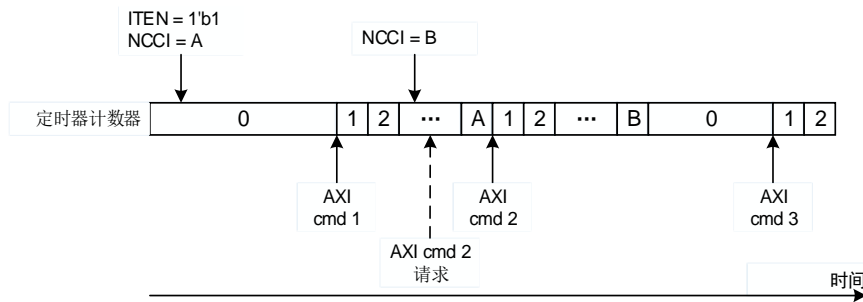 ITEN = 1'b1
NCCI = A
NCCI = B
定时器计数器
0 1 2 ··· A 1 2 ··· B 0 1 2
AXI
cmd 1
AXI
cmd 2
AXI
cmd 3
AXI cmd 2
请求
时间